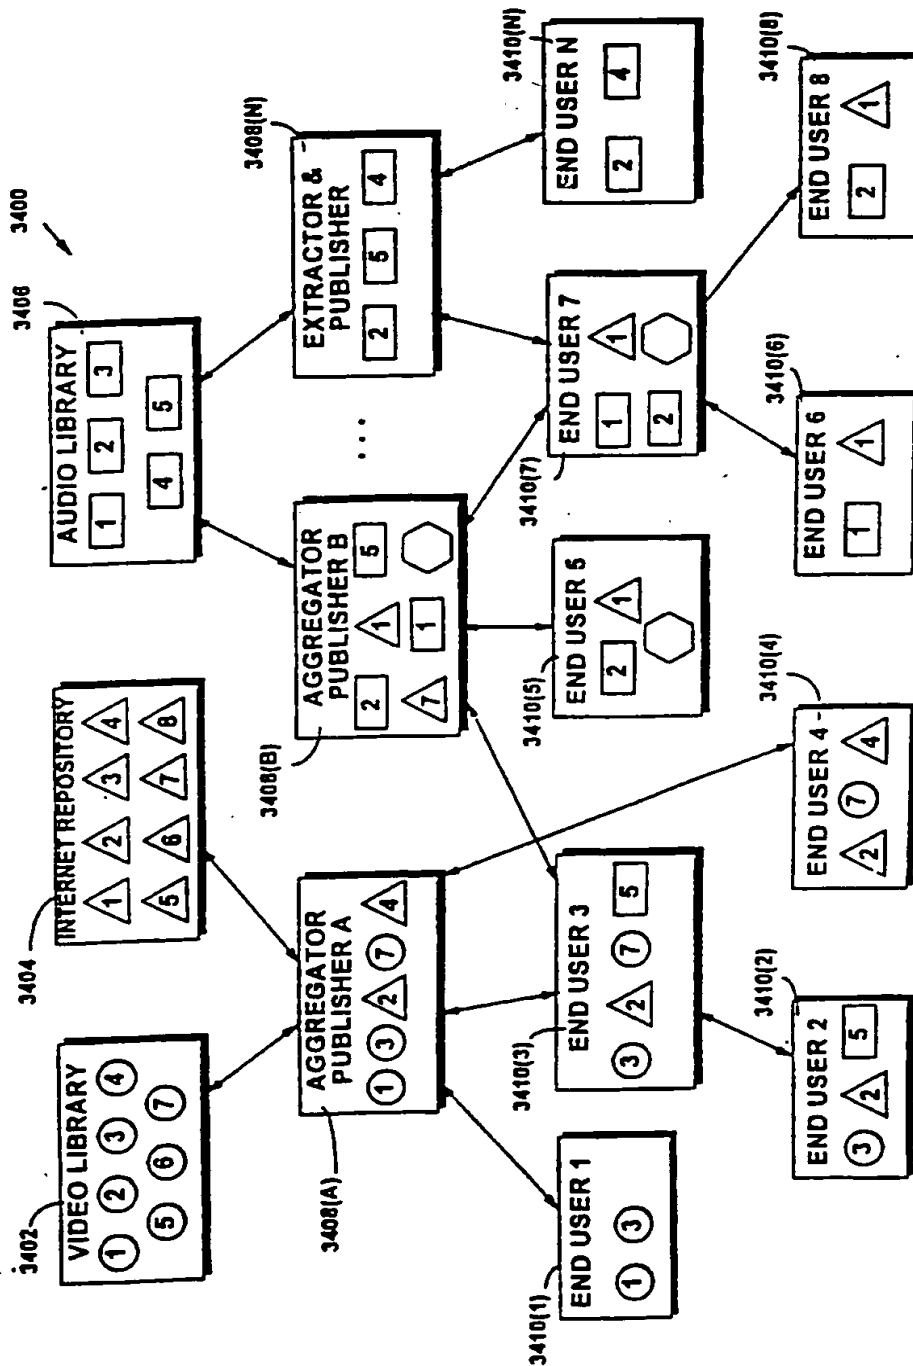 3400
3402
3404
3406
VIDEO LIBRARY
1 2 3 4
5 6 7
INTERNET REPOSITORY
1 2 3 4
5 6 7 8
AUDIO LIBRARY
1 2 3
4 5
3408(A)
AGGREGATOR
PUBLISHER A
1 3 2 7 4
3408(B)
AGGREGATOR
PUBLISHER B
2 1 5
7 1
...
3408(N)
EXTRACTOR &
PUBLISHER
2 5 4
3410(1)
END USER 1
1 3
3410(3)
END USER 3
3 2 7 5
3410(5)
END USER 5
2 1
3410(7)
END USER 7
1 1
2
3410(N)
END USER N
2 4
3410(2)
END USER 2
3 2 5
3410(4)
END USER 4
2 7 4
3410(6)
END USER 6
1 1
3410(8)
END USER 8
2 1